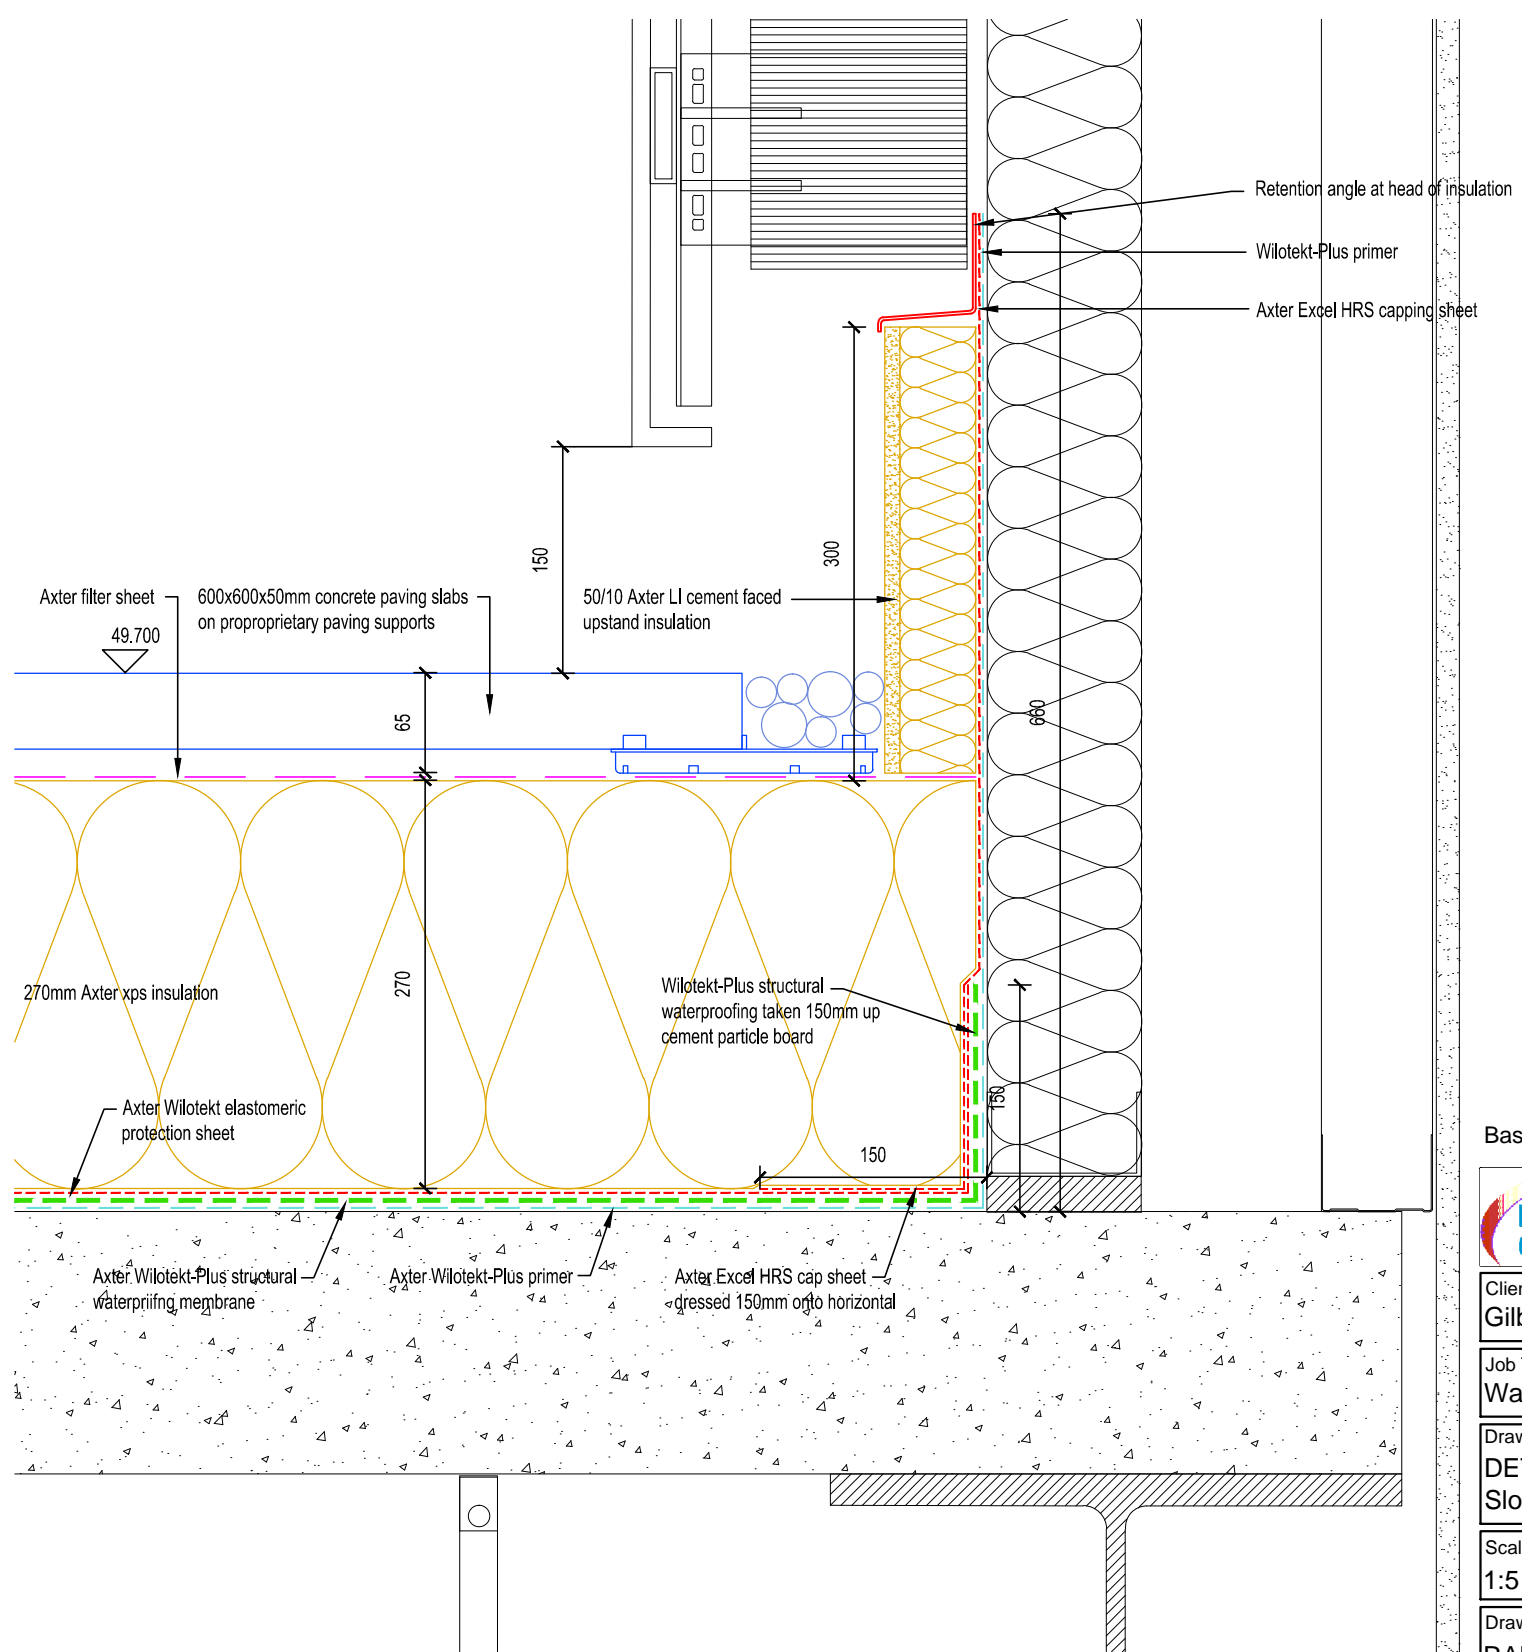 Retention angle at head of insulation
Wilotekt-Plus primer
Axter Excel HRS capping sheet
150
300
Axter filter sheet
600x600x50mm concrete paving slabs
on proproprietary paving supports
50/10 Axter LI cement faced
upstand insulation
49.700
65
660
270mm Axter xps insulation
270
Wilotekt-Plus structural
waterproofing taken 150mm up
cement particle board
Axter Wilotekt elastomeric
protection sheet
150
150
Bas
Axter Wilotekt-Plus structural
waterpriifng membrane
Axter Wilotekt-Plus primer
Axter Excel HRS cap sheet
dressed 150mm onto horizontal
Clien
Gilb
Job
Wa
Draw
DE
Slo
Scal
1:5
Draw